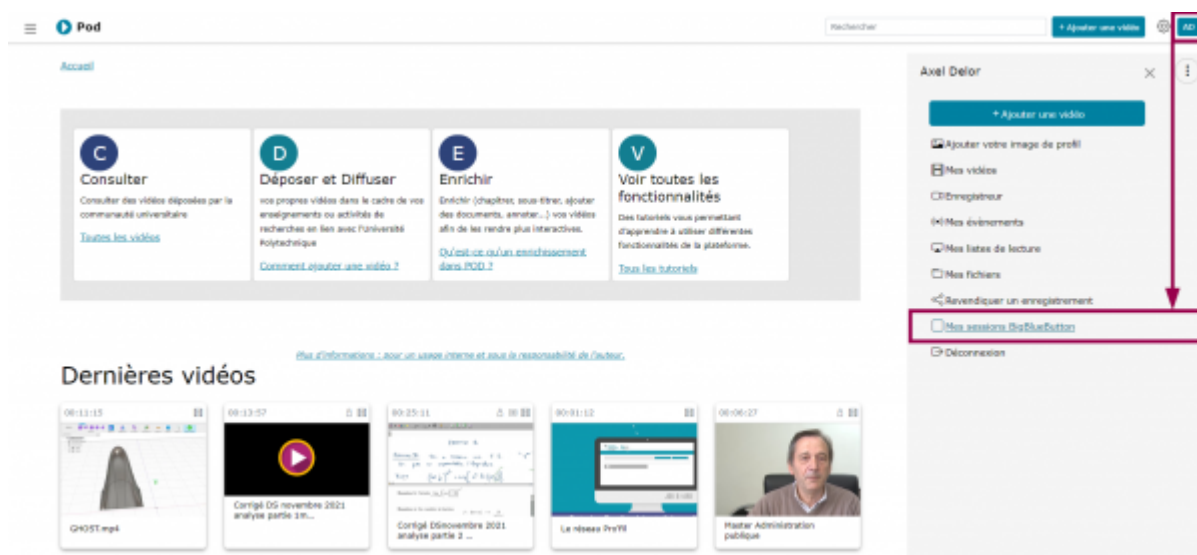 Pod
Rechercher
+ Ajouter une vidéo
AD
Accueil
C
Consulter
Consulter des vidéos déposées par la
communauté universitaire
Toutes les vidéos
D
Déposer et Diffuser
vos propres vidéos dans le cadre de vos
enseignements ou activités de
recherches en lien avec l'Université
Polytechnique
Comment ajouter une vidéo ?
E
Enrichir
Enrichir (chapitrer, sous-titrer, ajouter
des documents, annoter...) vos vidéos
afin de les rendre plus interactives.
Qu'est-ce qu'un enrichissement
dans POD ?
V
Voir toutes les
fonctionnalités
Des tutoriels vous permettant
d'apprendre à utiliser différentes
fonctionnalités de la plateforme.
Tous les tutoriels
Axel Delor
+ Ajouter une vidéo
Ajouter votre image de profil
Mes vidéos
Enregistreur
Mes évènements
Mes listes de lecture
Mes fichiers
Revendiquer un enregistrement
Mes sessions BigBlueButton
Déconnexion
Plus d'informations : pour un usage interne et sous la responsabilité de l'auteur.
Dernières vidéos
00:11:15
GHOST.mp4
00:13:57
Corrigé DS novembre 2021
analyse partie 1m...
00:25:11
Corrigé DSnovembre 2021
analyse partie 2 ...
00:01:12
Le réseau ProFil
00:06:27
Master Administration
publique